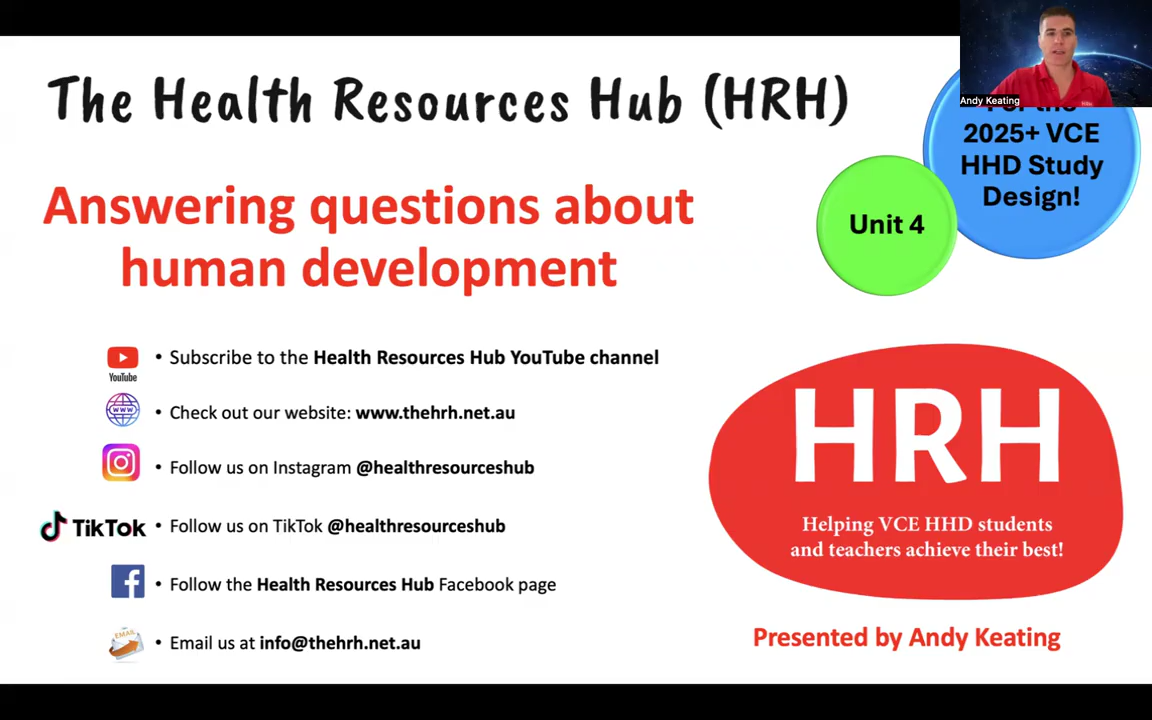 The Health Resources Hub (HRH)
Andy Keating
2025+ VCE
HHD Study
Design!
Unit 4
Answering questions about
human development
YouTube
• Subscribe to the Health Resources Hub YouTube channel
www
• Check out our website: www.thehrh.net.au
• Follow us on Instagram @healthresourceshub
TikTok
• Follow us on TikTok @healthresourceshub
• Follow the Health Resources Hub Facebook page
EMAIL
• Email us at info@thehrh.net.au
HRH
Helping VCE HHD students
and teachers achieve their best!
Presented by Andy Keating